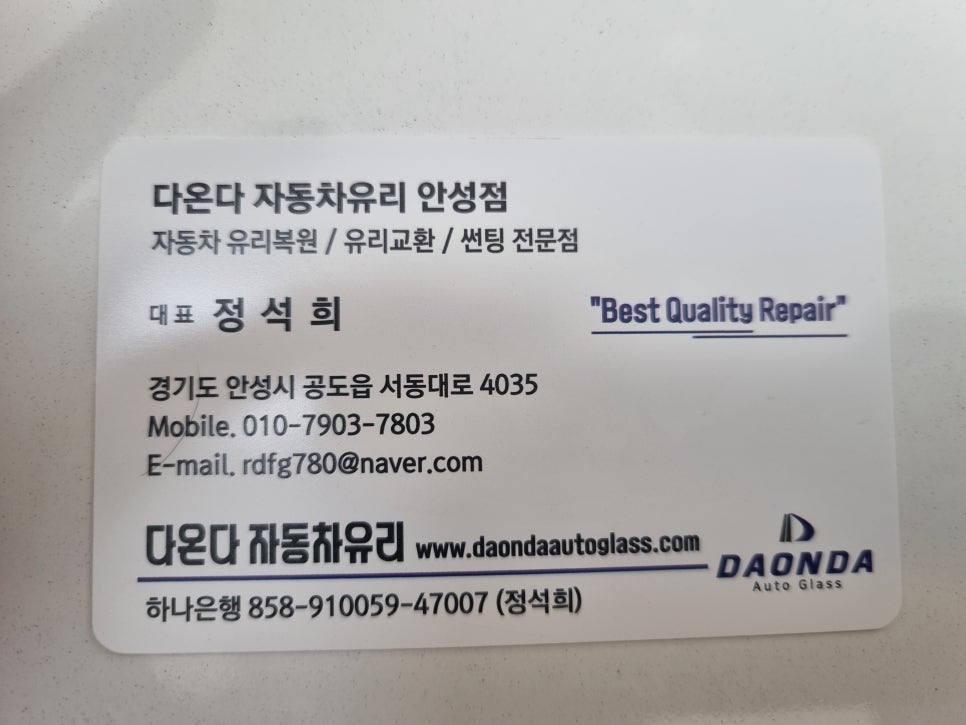 다온다 자동차유리 안성점
자동차 유리복원 / 유리교환 / 썬팅 전문점
대표 정석희
"Best Quality Repair"
경기도 안성시 공도읍 서동대로 4035
Mobile. 010-7903-7803
E-mail. rdfg780@naver.com
다온다 자동차유리 www.daondaautoglass.com
DAONDA
Auto Glass
하나은행 858-910059-47007 (정석희)